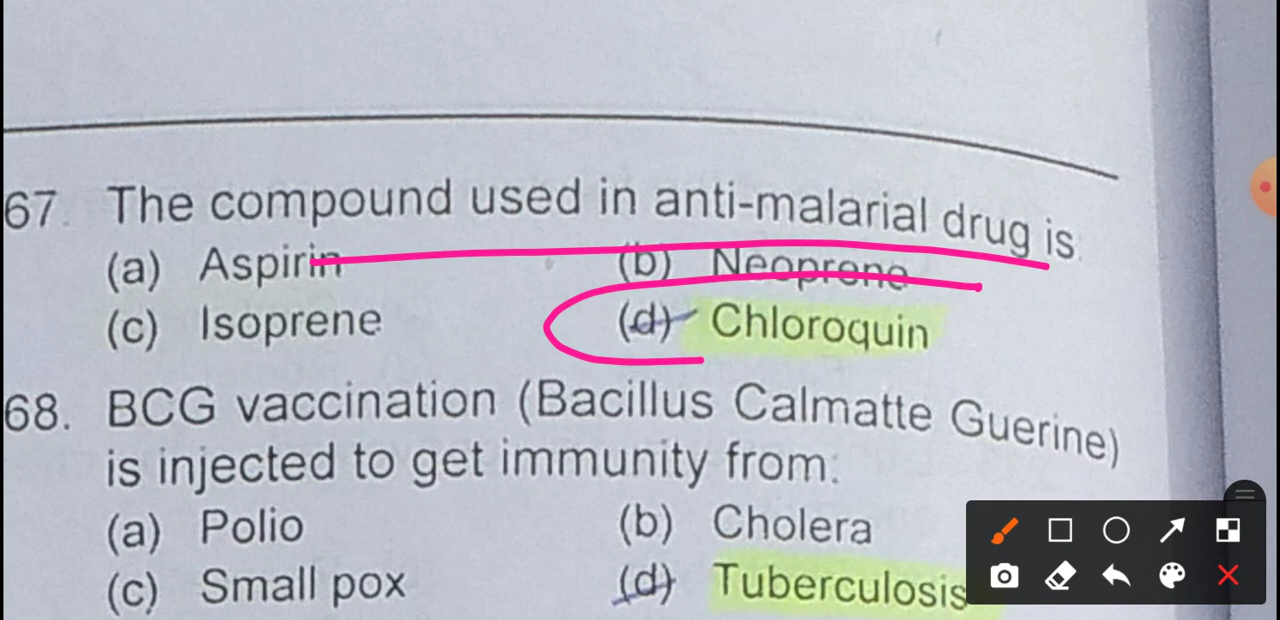 67. The compound used in anti-malarial drug is:
(a) Aspirin (b) Neoprene
(c) Isoprene (d) Chloroquin
68. BCG vaccination (Bacillus Calmatte Guerine)
is injected to get immunity from:
(a) Polio (b) Cholera
(c) Small pox (d) Tuberculosis